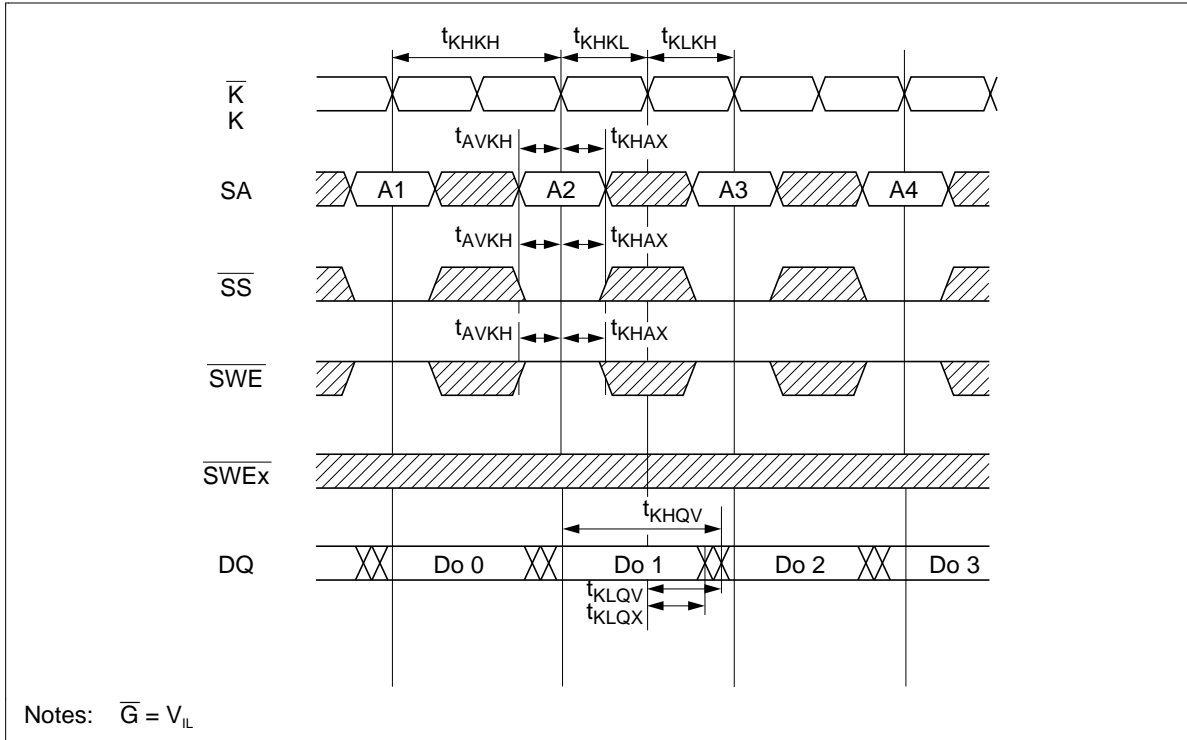 tKHKH tKHKL tKLKH
K̅
K
tAVKH tKHAX
SA A1 A2 A3 A4
tAVKH tKHAX
S̅S̅
tAVKH tKHAX
S̅W̅E̅
S̅W̅E̅x̅
tKHQV
DQ Do 0 Do 1 Do 2 Do 3
tKLQV
tKLQX
Notes: G̅ = VIL